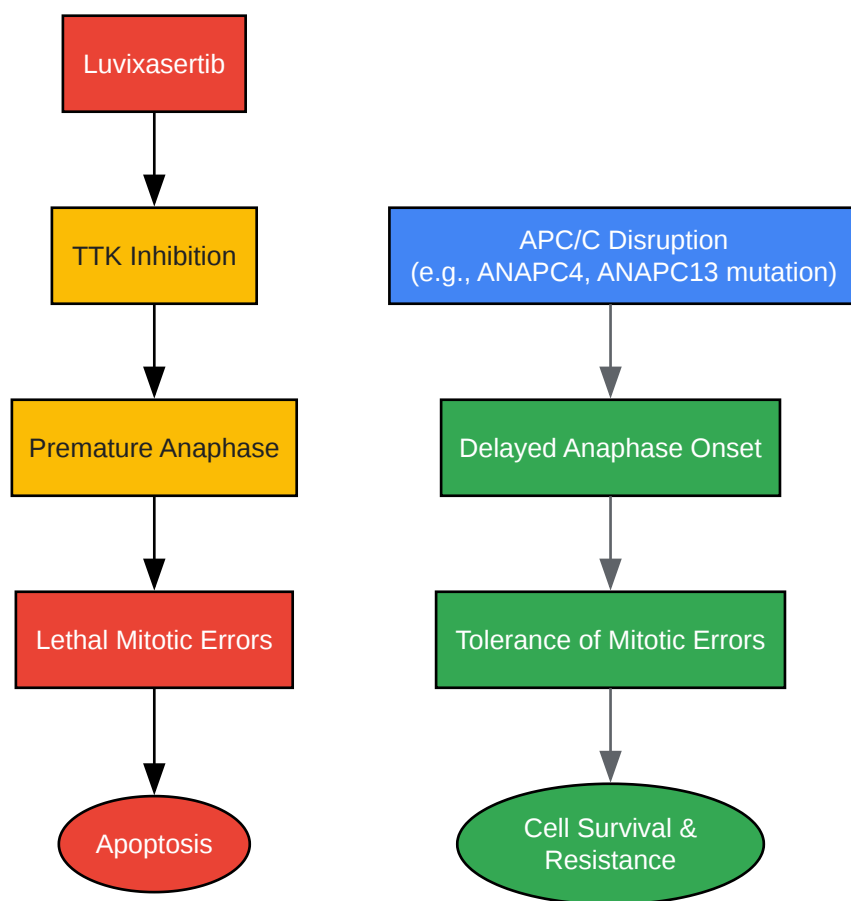 Luvixasertib
TTK Inhibition
APC/C Disruption
(e.g., ANAPC4, ANAPC13 mutation)
Premature Anaphase
Delayed Anaphase Onset
Lethal Mitotic Errors
Tolerance of Mitotic Errors
Apoptosis
Cell Survival &
Resistance